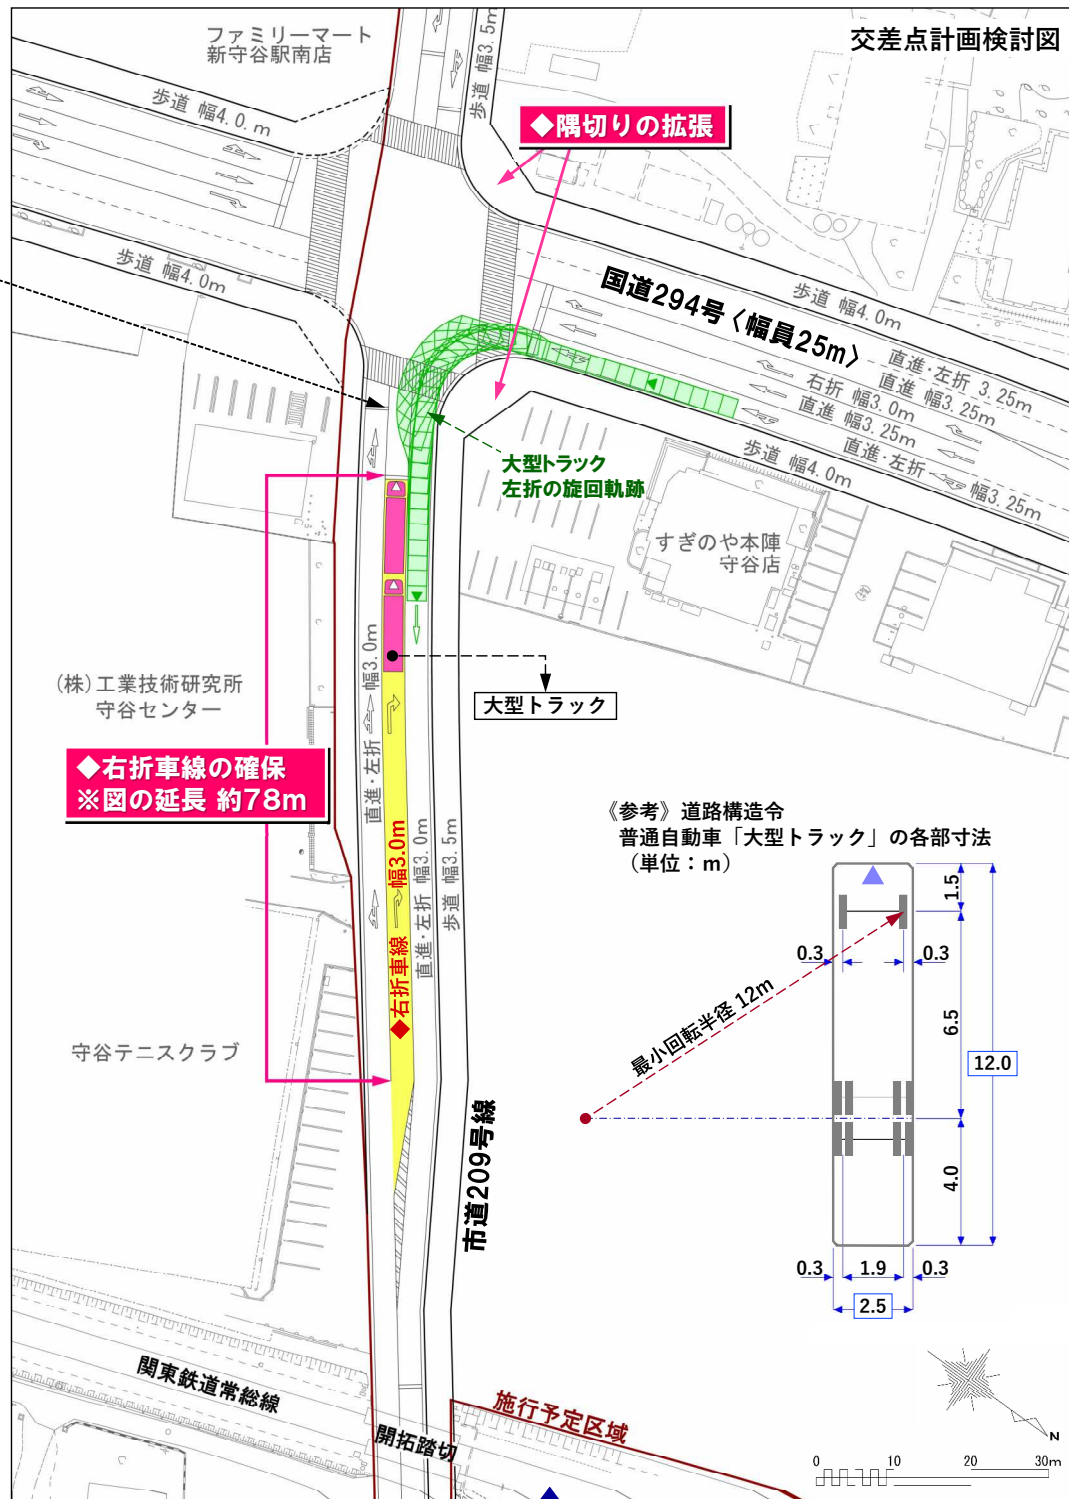 交差点計画検討図
ファミリーマート
新守谷駅南店
歩道 幅4.0.m
歩道 幅3.5m
◆隅切りの拡張
歩道 幅4.0m
国道294号〈幅員25m〉
歩道 幅4.0m
直進・左折 3.25m
直進 幅3.25m
右折 幅3.0m
直進 幅3.25m
直進・左折 幅3.25m
歩道 幅4.0m
大型トラック
左折の旋回軌跡
すぎのや本陣
守谷店
大型トラック
(株)工業技術研究所
守谷センター
◆右折車線の確保
※図の延長 約78m
直進・左折 幅3.0m
◆右折車線 幅3.0m
直進・左折 幅3.0m
歩道 幅3.5m
守谷テニスクラブ
市道209号線
《参考》道路構造令
普通自動車「大型トラック」の各部寸法
(単位：m)
1.5
0.3
0.3
最小回転半径 12m
6.5
12.0
4.0
0.3
1.9
0.3
2.5
関東鉄道常総線
開拓踏切
施行予定区域
N
0 10 20 30m